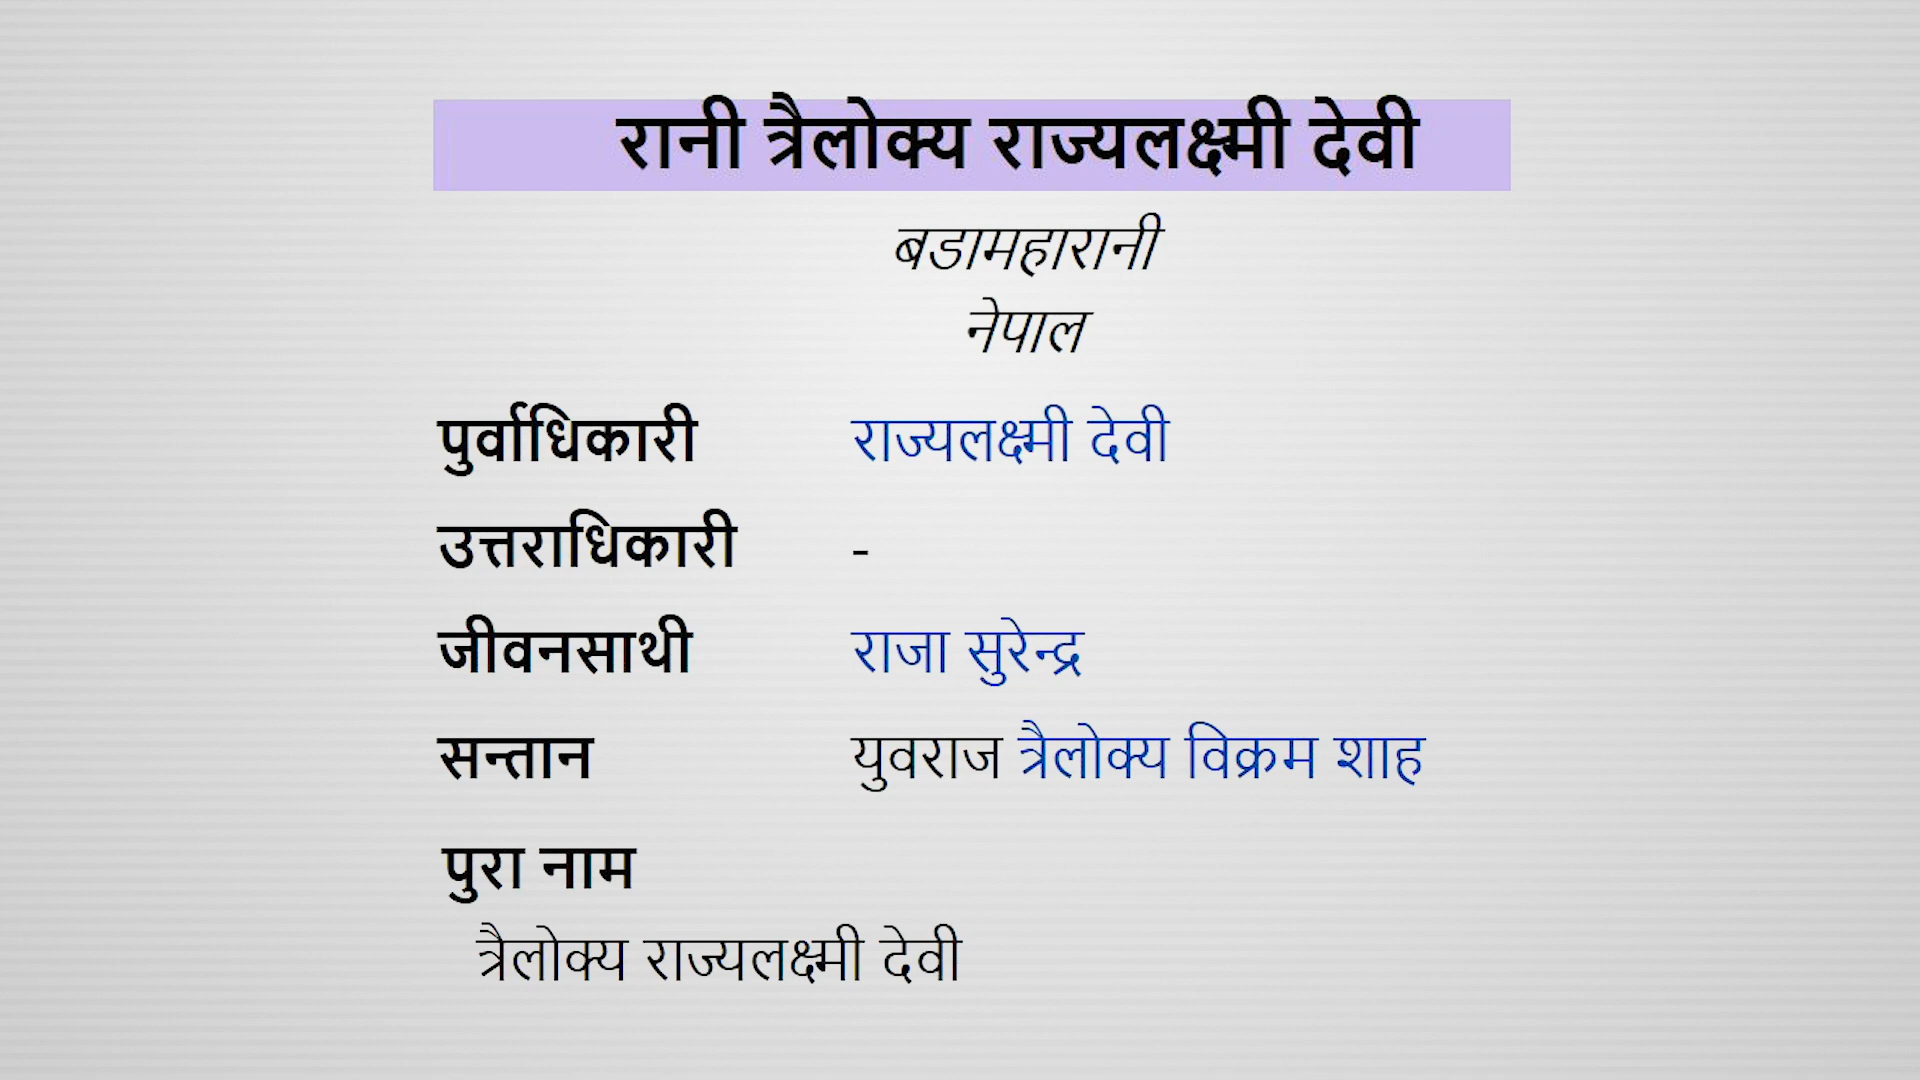 रानी त्रैलोक्य राज्यलक्ष्मी देवी
बडामहारानी
नेपाल
पुर्वाधिकारी राज्यलक्ष्मी देवी
उत्तराधिकारी -
जीवनसाथी राजा सुरेन्द्र
सन्तान युवराज त्रैलोक्य विक्रम शाह
पुरा नाम
त्रैलोक्य राज्यलक्ष्मी देवी